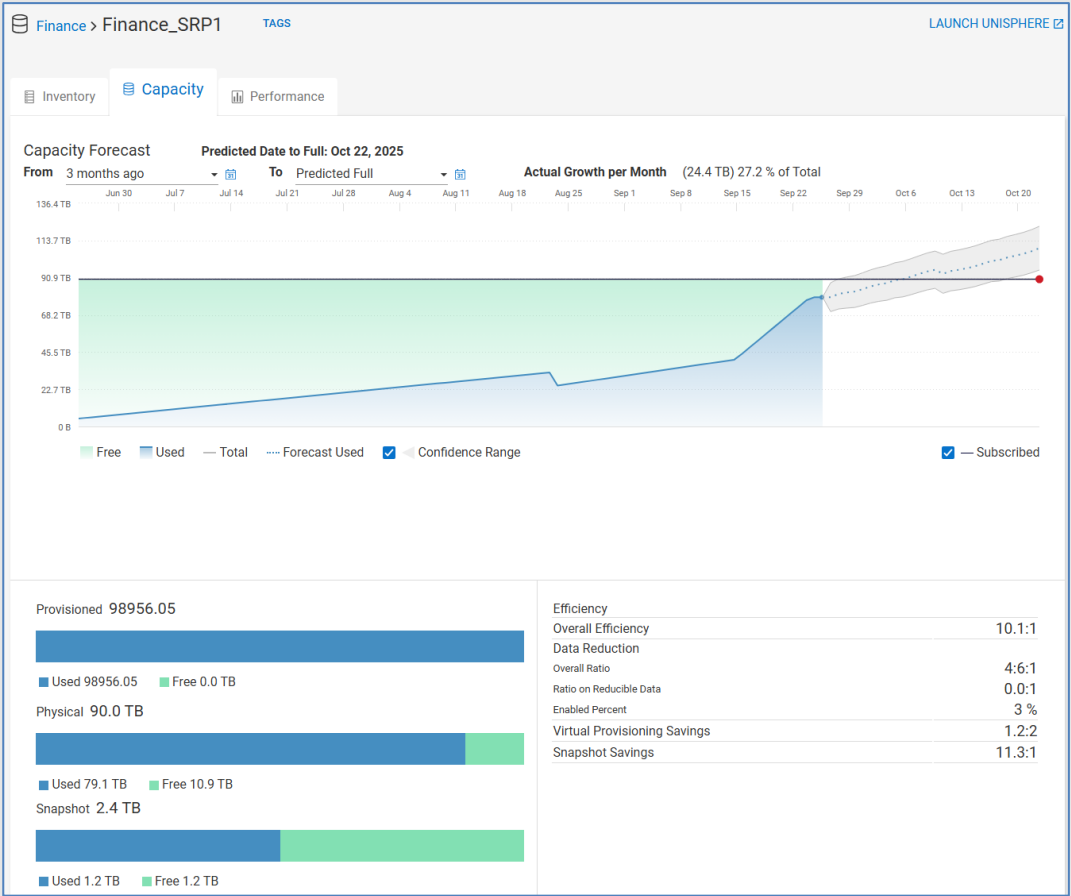 Finance > Finance_SRP1 TAGS LAUNCH UNISPHERE
Inventory Capacity Performance
Capacity Forecast Predicted Date to Full: Oct 22, 2025
From 3 months ago To Predicted Full Actual Growth per Month (24.4 TB) 27.2 % of Total
Jun 30 Jul 7 Jul 14 Jul 21 Jul 28 Aug 4 Aug 11 Aug 18 Aug 25 Sep 1 Sep 8 Sep 15 Sep 22 Sep 29 Oct 6 Oct 13 Oct 20
136.4 TB
113.7 TB
90.9 TB
68.2 TB
45.5 TB
22.7 TB
0 B
Free Used Total Forecast Used Confidence Range Subscribed
Provisioned 98956.05
Used 98956.05 Free 0.0 TB
Physical 90.0 TB
Used 79.1 TB Free 10.9 TB
Snapshot 2.4 TB
Used 1.2 TB Free 1.2 TB
Efficiency
Overall Efficiency 10.1:1
Data Reduction
Overall Ratio 4:6:1
Ratio on Reducible Data 0.0:1
Enabled Percent 3 %
Virtual Provisioning Savings 1.2:2
Snapshot Savings 11.3:1